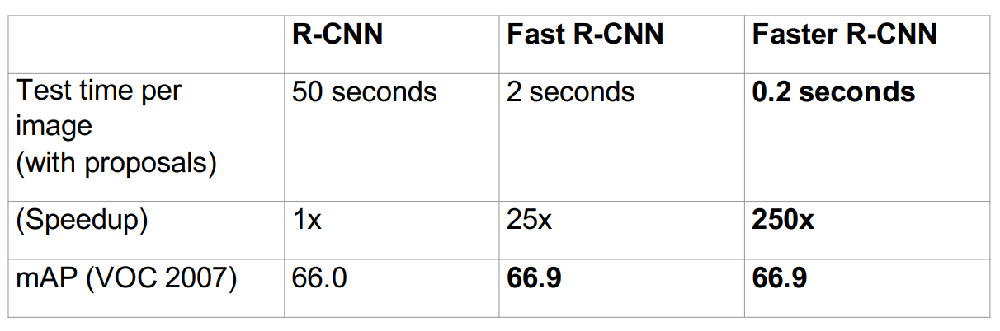 R-CNN Fast R-CNN Faster R-CNN
Test time per
image
(with proposals) 50 seconds 2 seconds 0.2 seconds
(Speedup) 1x 25x 250x
mAP (VOC 2007) 66.0 66.9 66.9